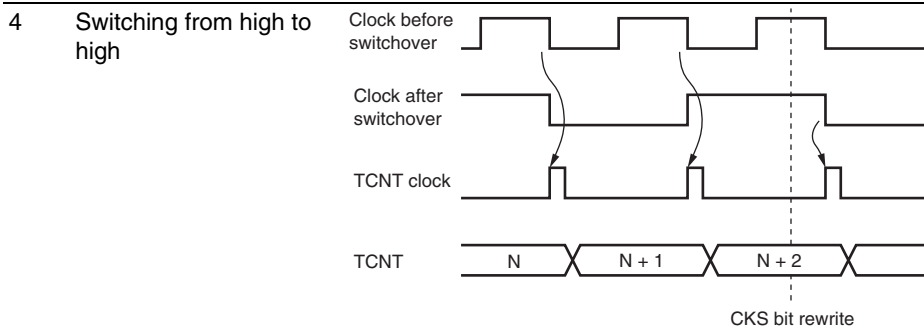 4 Switching from high to
high
Clock before
switchover
Clock after
switchover
TCNT clock
TCNT N N + 1 N + 2
CKS bit rewrite